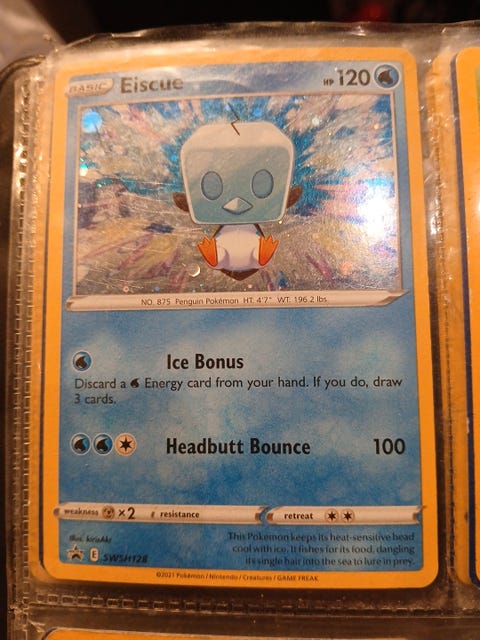 BASIC Eiscue HP 120
NO. 875 Penguin Pokémon HT: 4'7" WT: 196.2 lbs.
Ice Bonus
Discard a Energy card from your hand. If you do, draw
3 cards.
Headbutt Bounce 100
weakness ×2 resistance retreat
Illus. kirisAki
This Pokémon keeps its heat-sensitive head
cool with ice. It fishes for its food, dangling
its single hair into the sea to lure in prey.
E SWSH128
©2021 Pokémon / Nintendo / Creatures / GAME FREAK